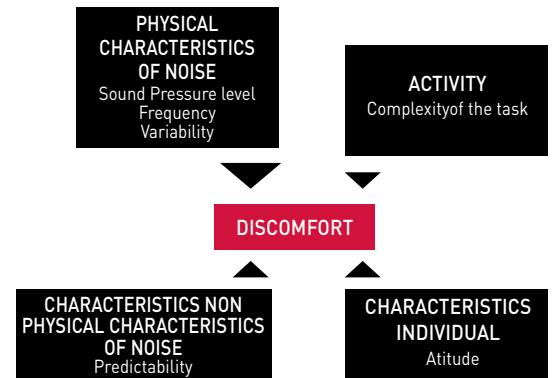 PHYSICAL
CHARACTERISTICS
OF NOISE
Sound Pressure level
Frequency
Variability
ACTIVITY
Complexityof the task
DISCOMFORT
CHARACTERISTICS NON
PHYSICAL CHARACTERISTICS
OF NOISE
Predictability
CHARACTERISTICS
INDIVIDUAL
Atitude